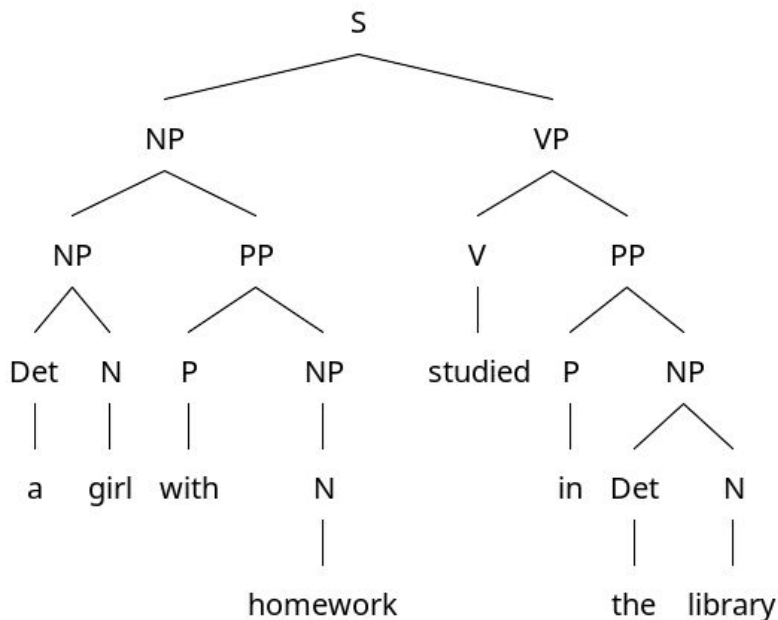 S
NP VP
NP PP V PP
Det N P NP studied P NP
a girl with N in Det N
homework the library